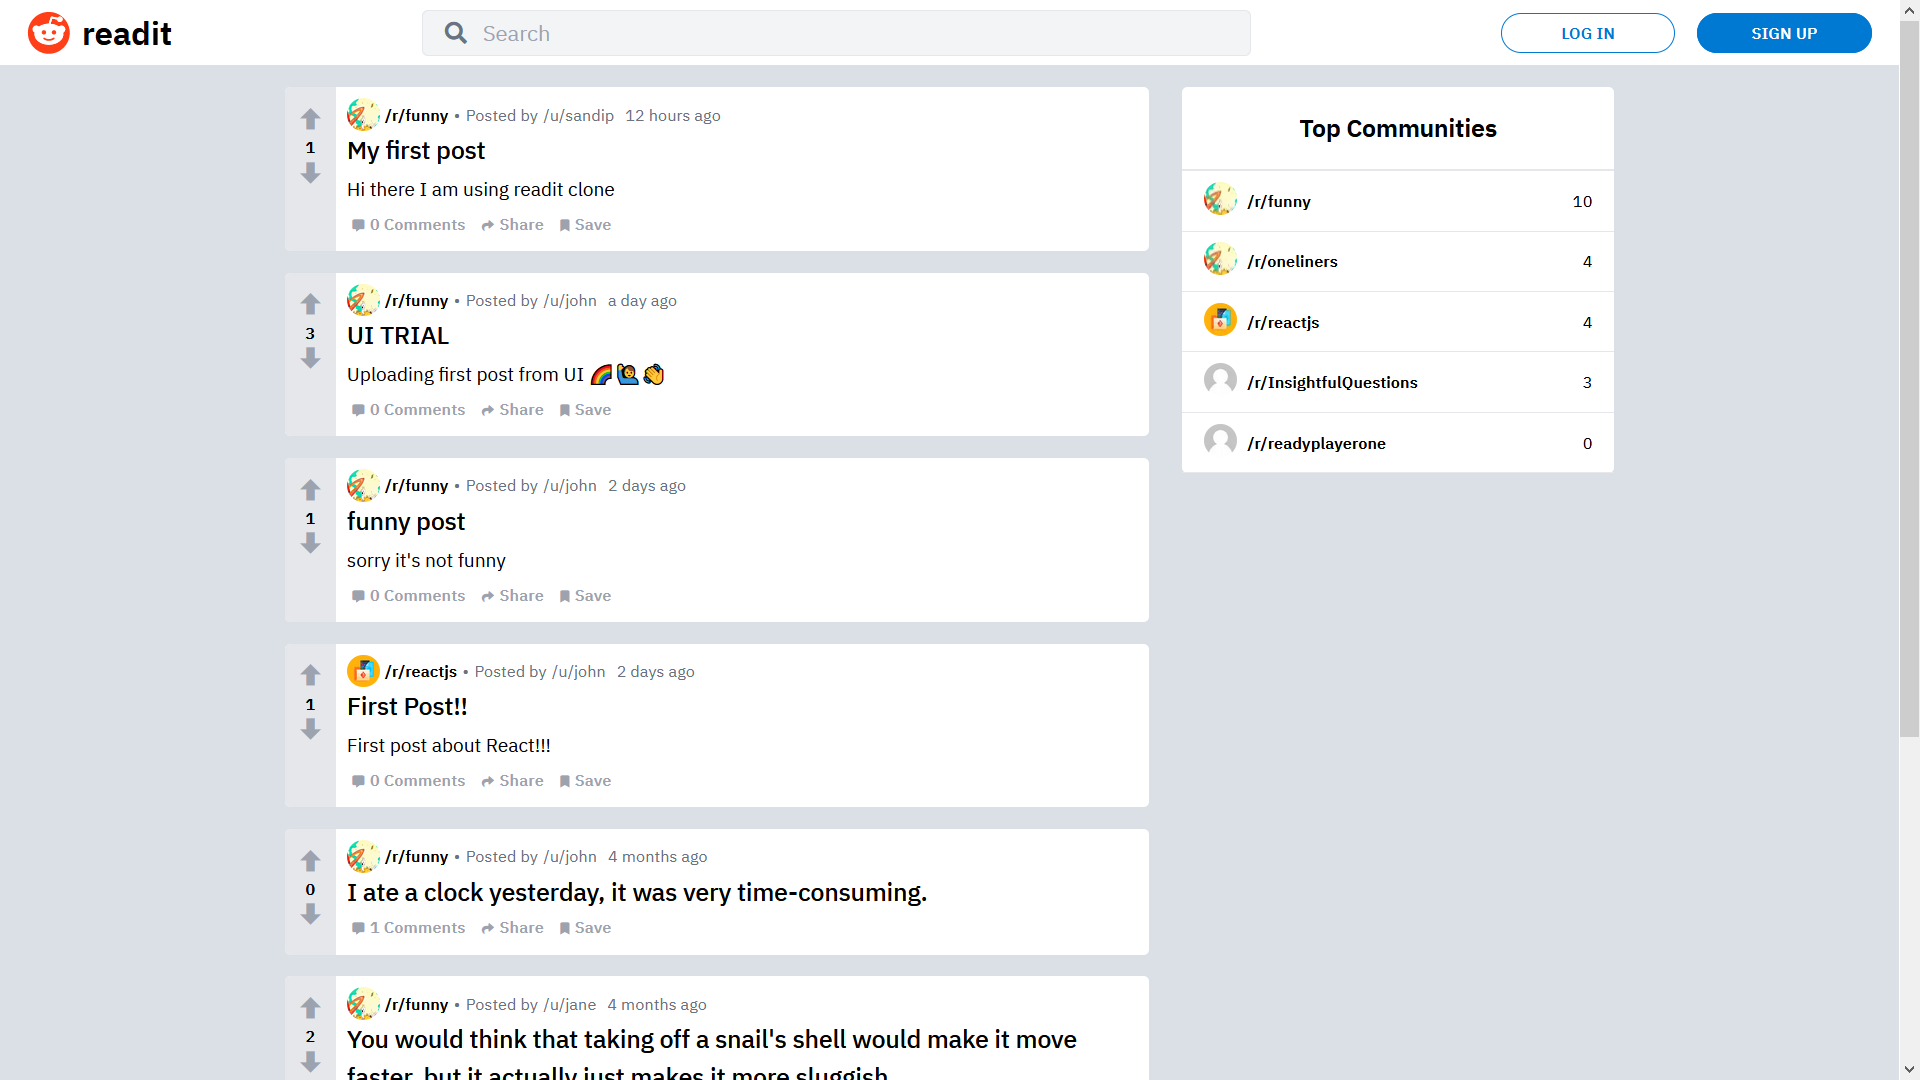 readit
Search
LOG IN
SIGN UP
/r/funny • Posted by /u/sandip 12 hours ago
1
My first post
Hi there I am using readit clone
0 Comments Share Save
/r/funny • Posted by /u/john a day ago
3
UI TRIAL
Uploading first post from UI 🌈🙋👏
0 Comments Share Save
/r/funny • Posted by /u/john 2 days ago
1
funny post
sorry it's not funny
0 Comments Share Save
/r/reactjs • Posted by /u/john 2 days ago
1
First Post!!
First post about React!!!
0 Comments Share Save
/r/funny • Posted by /u/john 4 months ago
0
I ate a clock yesterday, it was very time-consuming.
1 Comments Share Save
/r/funny • Posted by /u/jane 4 months ago
2
You would think that taking off a snail's shell would make it move
faster, but it actually just makes it more sluggish.
Top Communities
/r/funny 10
/r/oneliners 4
/r/reactjs 4
/r/InsightfulQuestions 3
/r/readyplayerone 0